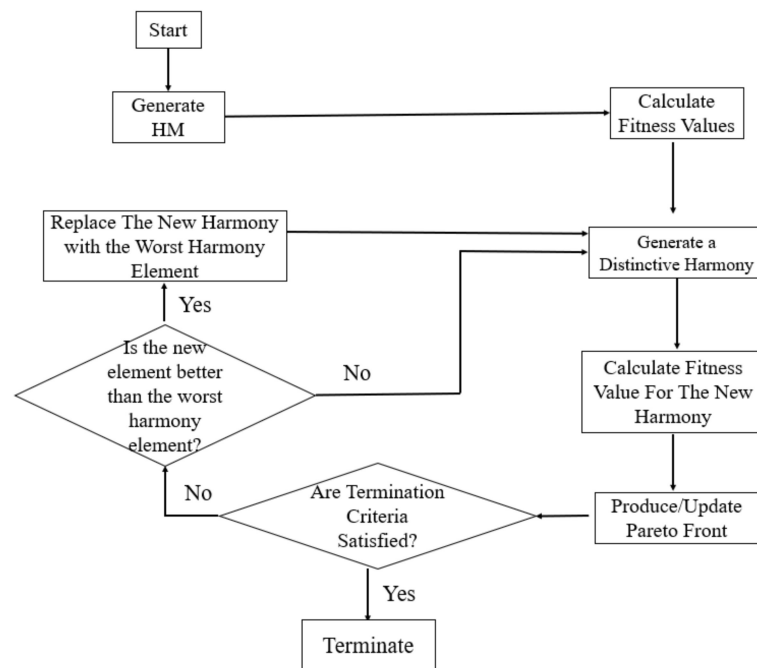 Start
Generate
HM
Calculate
Fitness Values
Replace The New Harmony
with the Worst Harmony
Element
Generate a
Distinctive Harmony
Yes
Is the new
element better
than the worst
harmony
element?
No
Calculate Fitness
Value For The New
Harmony
No
Are Termination
Criteria
Satisfied?
Produce/Update
Pareto Front
Yes
Terminate